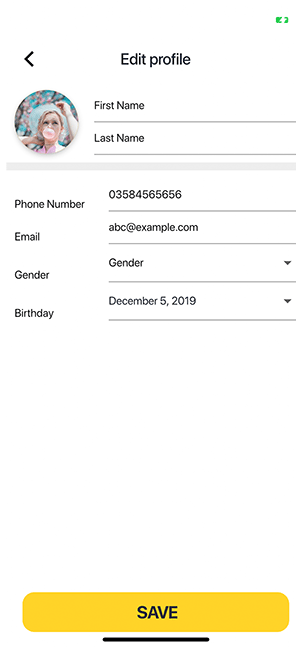 Edit profile
First Name
Last Name
Phone Number 03584565656
Email abc@example.com
Gender Gender
Birthday December 5, 2019
SAVE